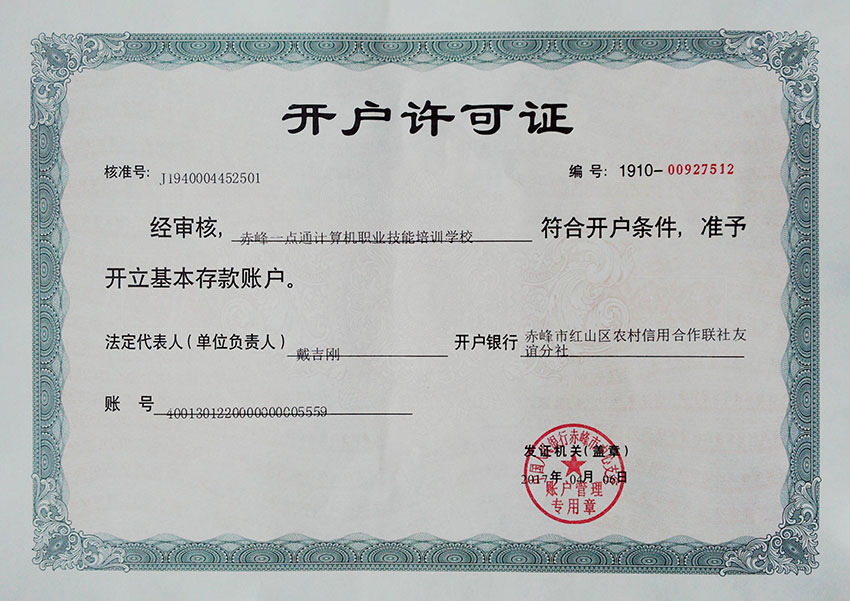 开户许可证
核准号: J1940004452501 编 号: 1910-00927512
经审核, 赤峰一点通计算机职业技能培训学校 符合开户条件, 准予
开立基本存款账户。
法定代表人(单位负责人) 戴吉刚 开户银行 赤峰市红山区农村信用合作联社友
谊分社
账 号 4001301220000000005559
发证机关(盖章)
2017年 04月 06日
账户管理
专用章